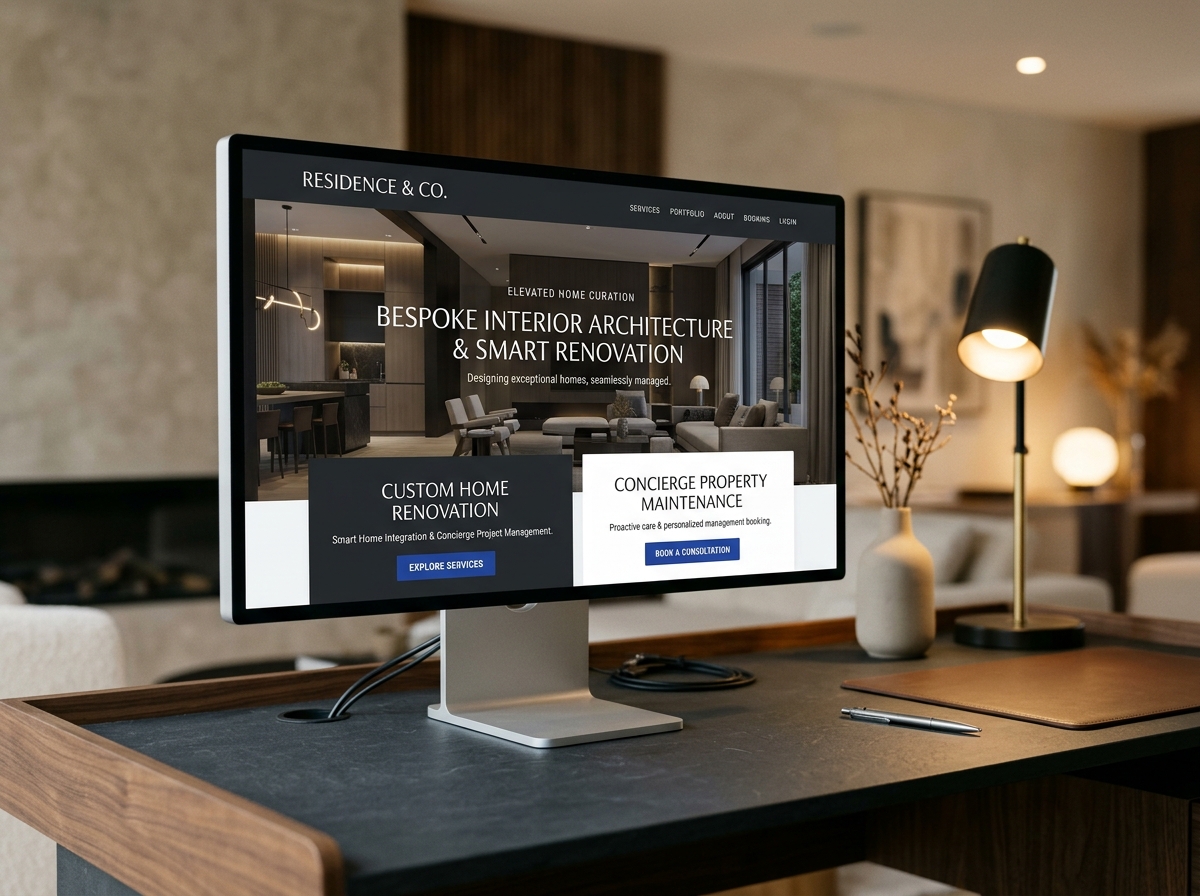 RESIDENCE & CO.
SERVICES PORTFOLIO ABOUT BOOKING LOGIN
ELEVATED HOME CURATION
BESPOKE INTERIOR ARCHITECTURE
& SMART RENOVATION
Designing exceptional homes, seamlessly managed.
CUSTOM HOME
RENOVATION
Smart Home Integration & Concierge Project Management.
EXPLORE SERVICES
CONCIERGE PROPERTY
MAINTENANCE
Proactive care & personalized management booking.
BOOK A CONSULTATION